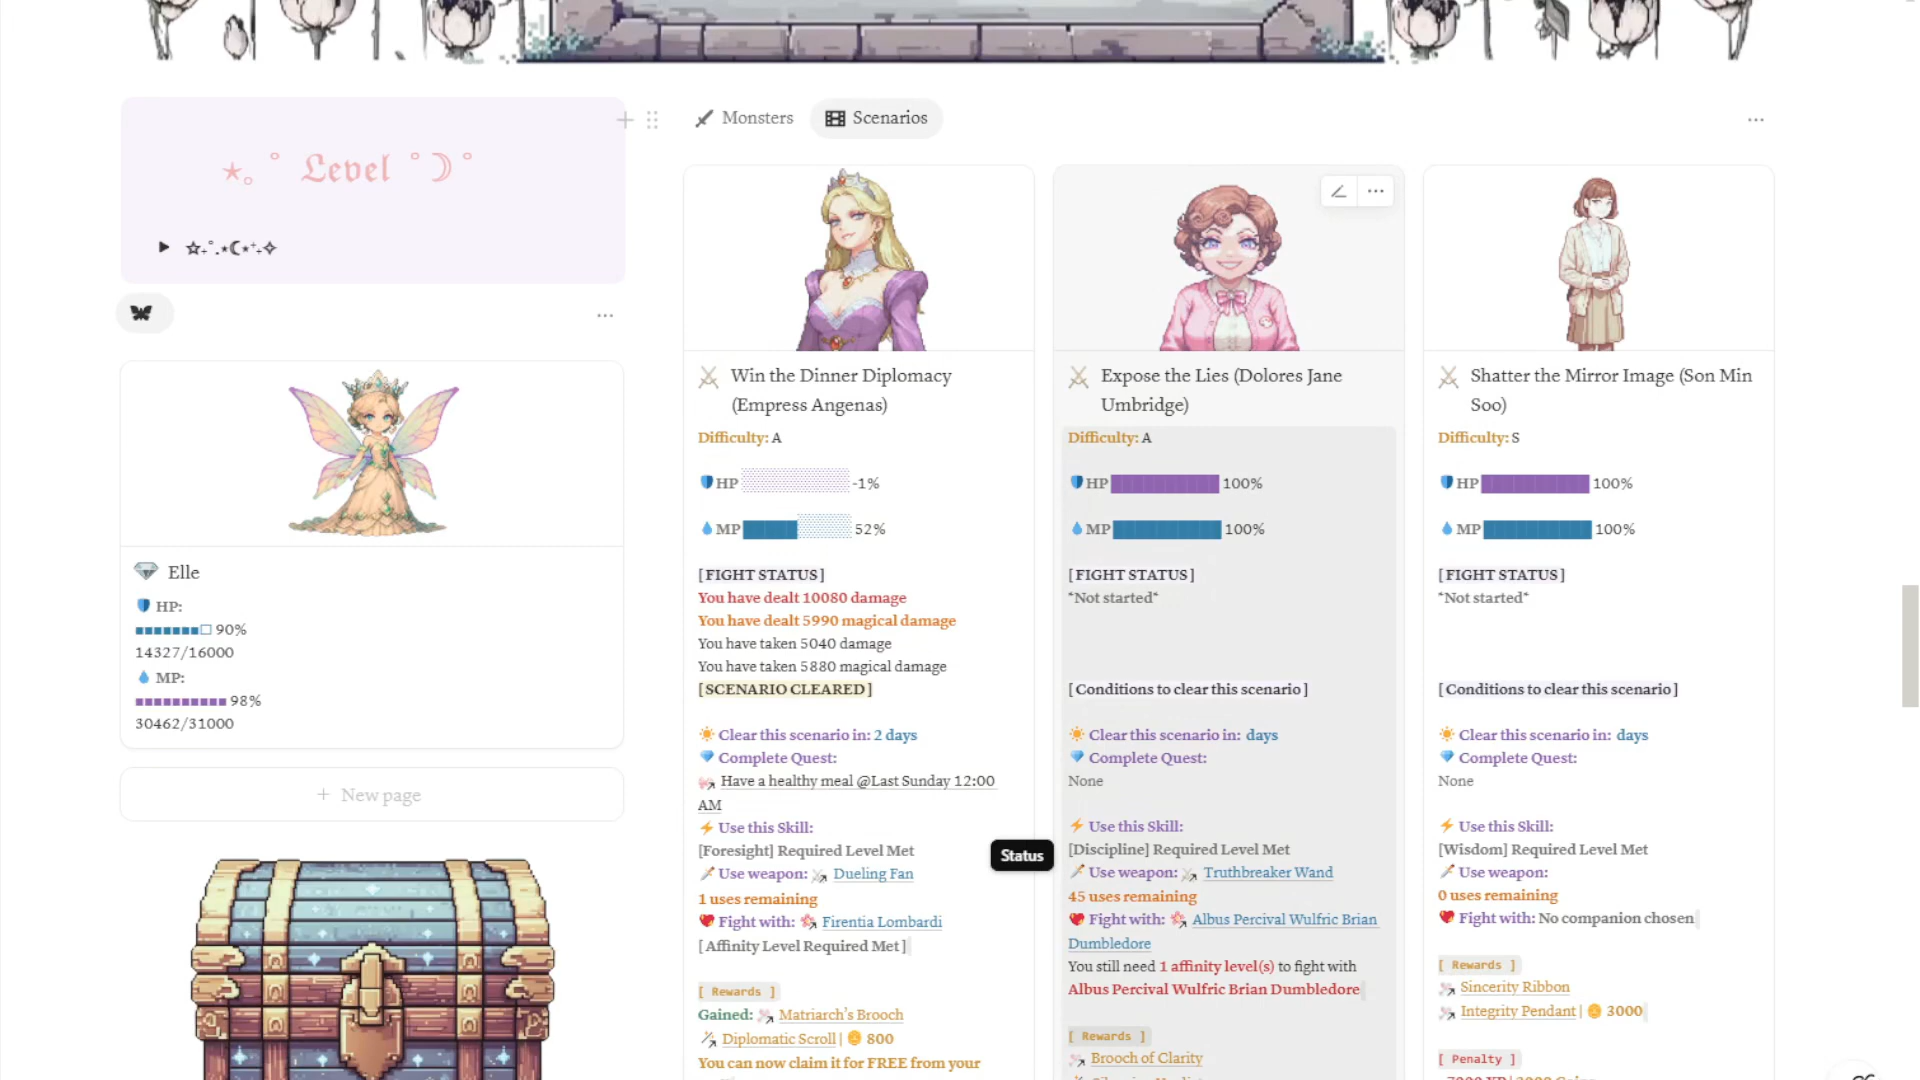 ⋆｡˚ 𝔏𝔢𝔳𝔢𝔩 ˚☽˚
☆₊˚.⋆☾⋆⁺₊✧
Elle
HP:
90%
14327/16000
MP:
98%
30462/31000
+ New page
Monsters
Scenarios
Win the Dinner Diplomacy
(Empress Angenas)
Difficulty: A
HP -1%
MP 52%
[FIGHT STATUS]
You have dealt 10080 damage
You have dealt 5990 magical damage
You have taken 5040 damage
You have taken 5880 magical damage
[SCENARIO CLEARED]
Clear this scenario in: 2 days
Complete Quest:
Have a healthy meal @Last Sunday 12:00
AM
Use this Skill:
[Foresight] Required Level Met
Use weapon: Dueling Fan
1 uses remaining
Fight with: Firentia Lombardi
[Affinity Level Required Met]
[ Rewards ]
Gained: Matriarch's Brooch
Diplomatic Scroll | 800
You can now claim it for FREE from your
Status
Expose the Lies (Dolores Jane
Umbridge)
Difficulty: A
HP 100%
MP 100%
[FIGHT STATUS]
*Not started*
[Conditions to clear this scenario]
Clear this scenario in: days
Complete Quest:
None
Use this Skill:
[Discipline] Required Level Met
Use weapon: Truthbreaker Wand
45 uses remaining
Fight with: Albus Percival Wulfric Brian
Dumbledore
You still need 1 affinity level(s) to fight with
Albus Percival Wulfric Brian Dumbledore
[ Rewards ]
Brooch of Clarity
Shatter the Mirror Image (Son Min
Soo)
Difficulty: S
HP 100%
MP 100%
[FIGHT STATUS]
*Not started*
[Conditions to clear this scenario]
Clear this scenario in: days
Complete Quest:
None
Use this Skill:
[Wisdom] Required Level Met
Use weapon:
0 uses remaining
Fight with: No companion chosen
[ Rewards ]
Sincerity Ribbon
Integrity Pendant | 3000
[ Penalty ]